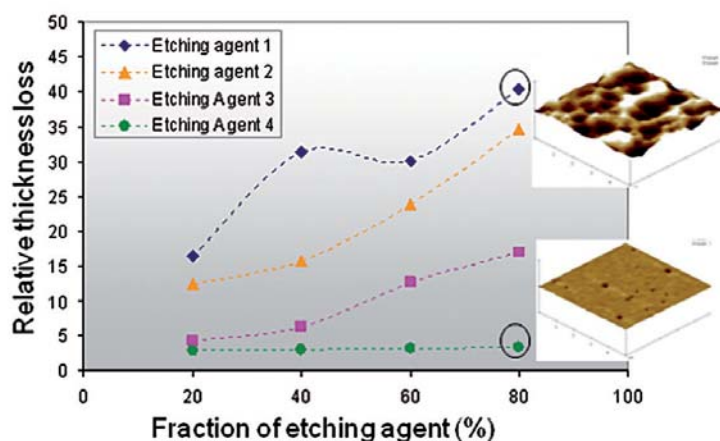 50
45
40
35
30
25
20
15
10
5
0
Relative thickness loss
Etching agent 1
Etching agent 2
Etching Agent 3
Etching Agent 4
0 20 40 60 80 100
Fraction of etching agent (%)